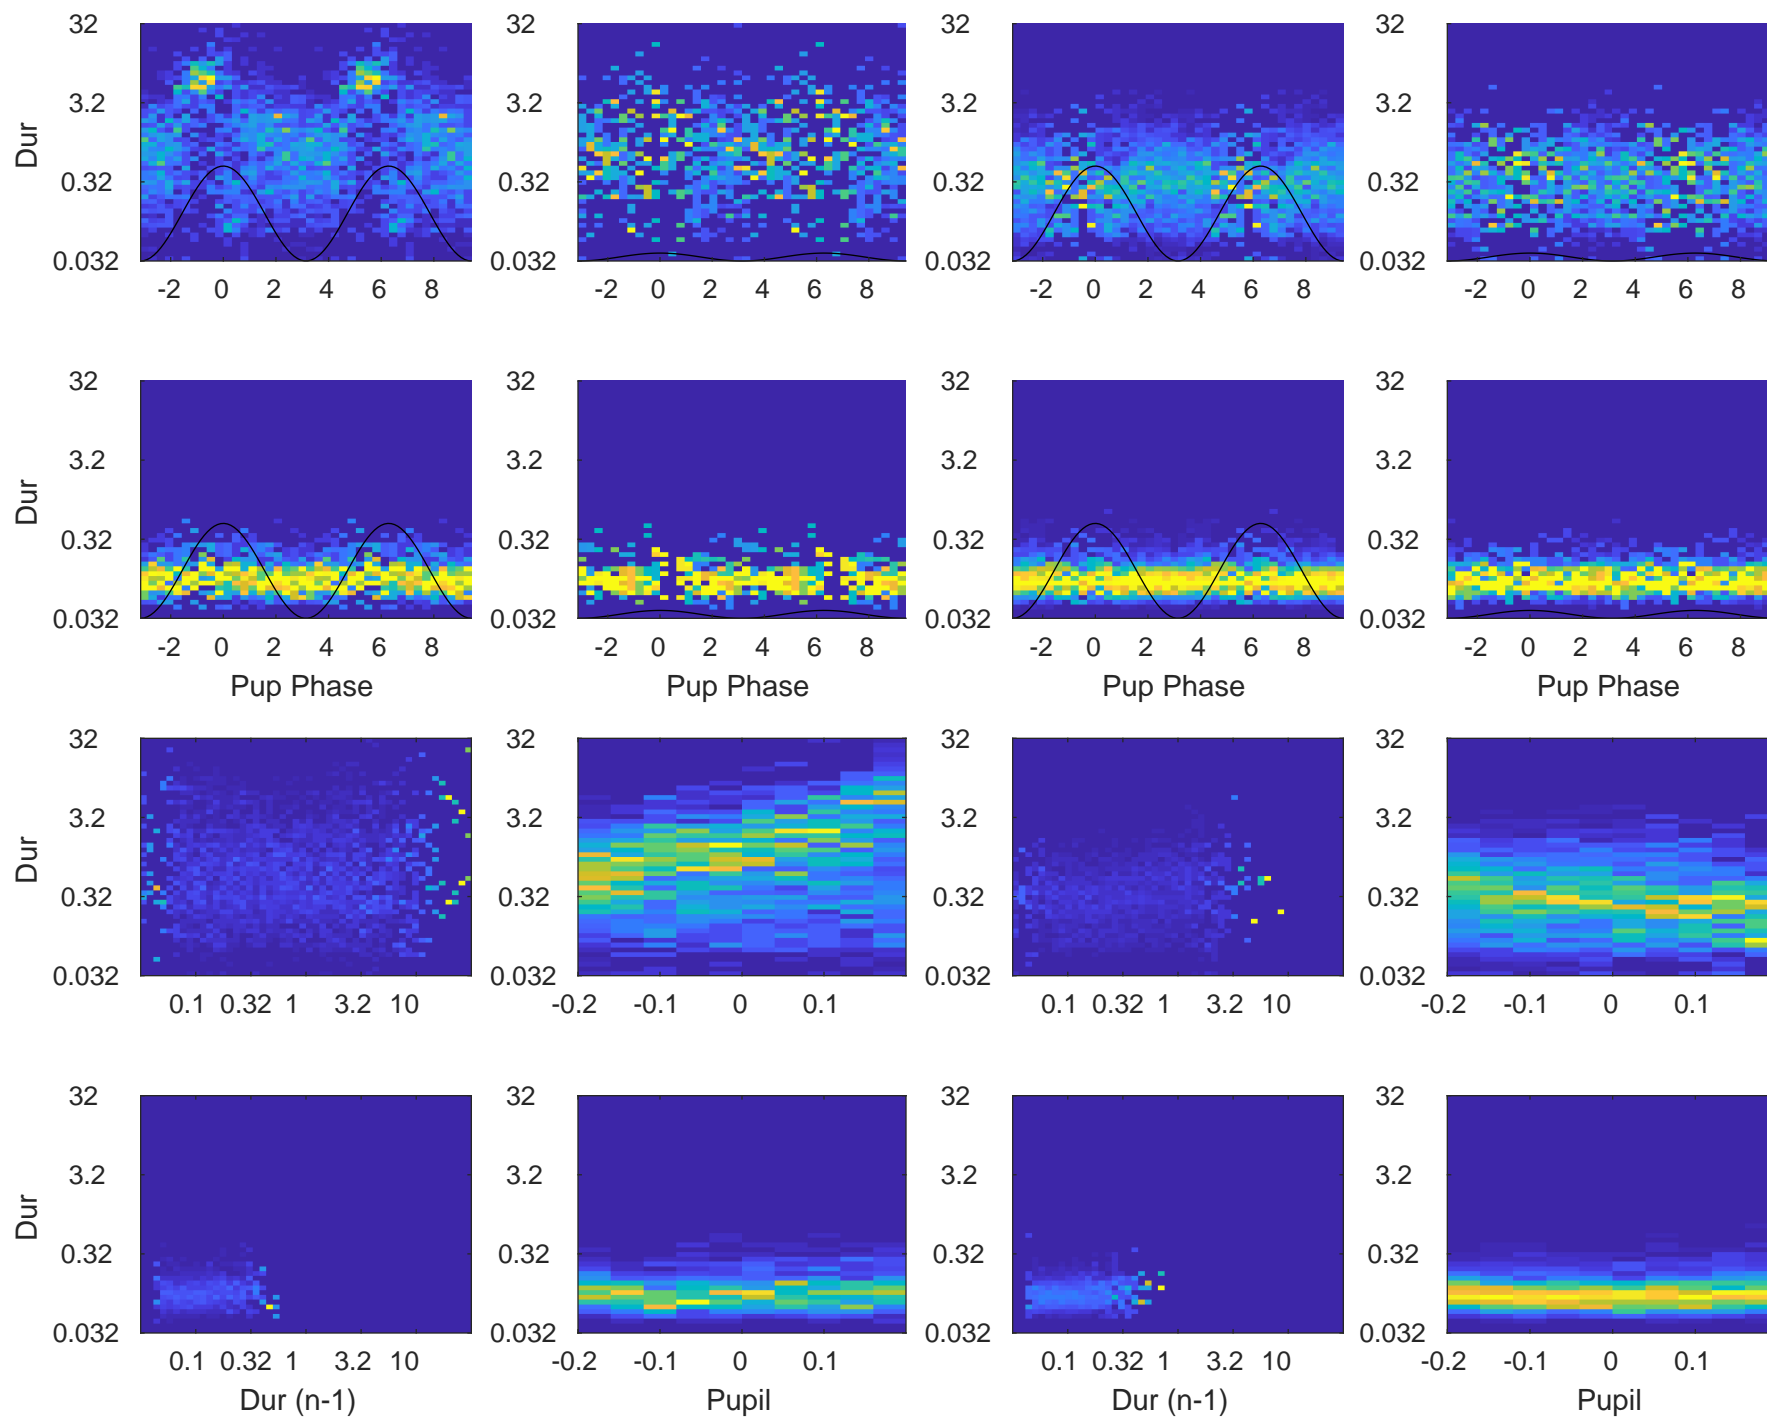 32 32 32 32
3.2 3.2 3.2 3.2
Dur
0.32 0.32 0.32 0.32
0.032 0.032 0.032 0.032
-2 0 2 4 6 8 -2 0 2 4 6 8 -2 0 2 4 6 8 -2 0 2 4 6 8
32 32 32 32
3.2 3.2 3.2 3.2
Dur
0.32 0.32 0.32 0.32
0.032 0.032 0.032 0.032
-2 0 2 4 6 8 -2 0 2 4 6 8 -2 0 2 4 6 8 -2 0 2 4 6 8
Pup Phase Pup Phase Pup Phase Pup Phase
32 32 32 32
3.2 3.2 3.2 3.2
Dur
0.32 0.32 0.32 0.32
0.032 0.032 0.032 0.032
0.1 0.32 1 3.2 10 -0.2 -0.1 0 0.1 0.1 0.32 1 3.2 10 -0.2 -0.1 0 0.1
32 32 32 32
3.2 3.2 3.2 3.2
Dur
0.32 0.32 0.32 0.32
0.032 0.032 0.032 0.032
0.1 0.32 1 3.2 10 -0.2 -0.1 0 0.1 0.1 0.32 1 3.2 10 -0.2 -0.1 0 0.1
Dur (n-1) Pupil Dur (n-1) Pupil